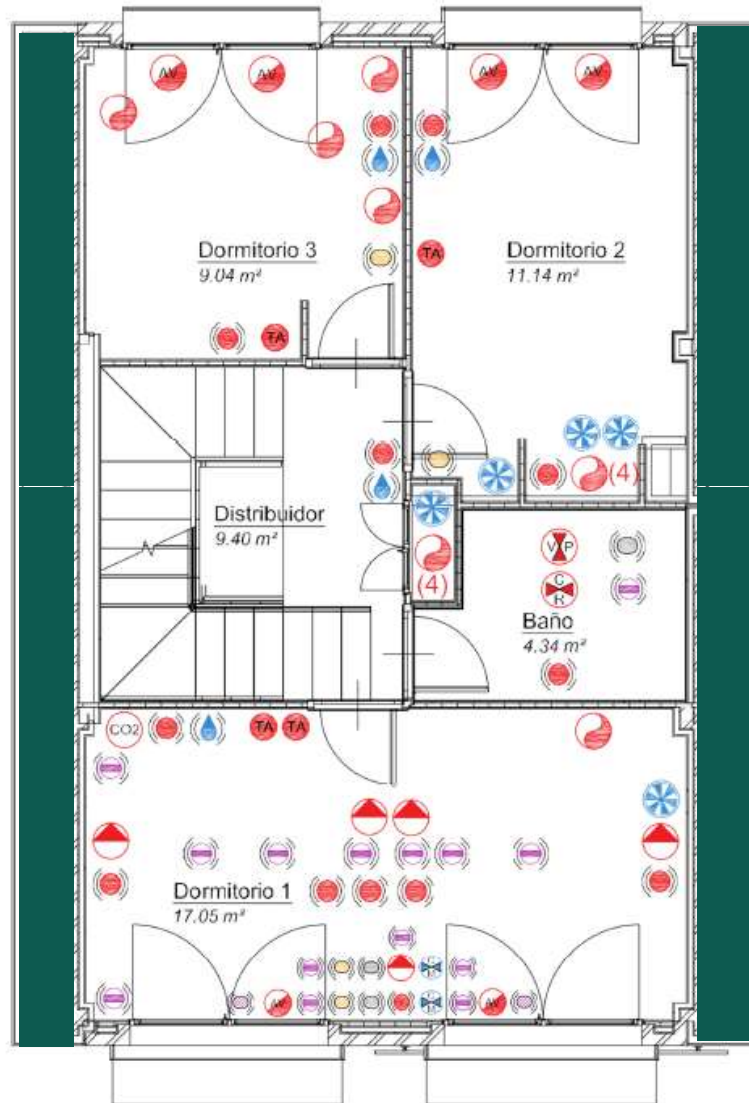 AV AV
AV AV
Dormitorio 3
9.04 m²
TA
Dormitorio 2
11.14 m²
TA
(4)
Distribuidor
9.40 m²
(4)
V P
C
R
Baño
4.34 m²
CO2
TA TA
Dormitorio 1
17.05 m²
AV AV